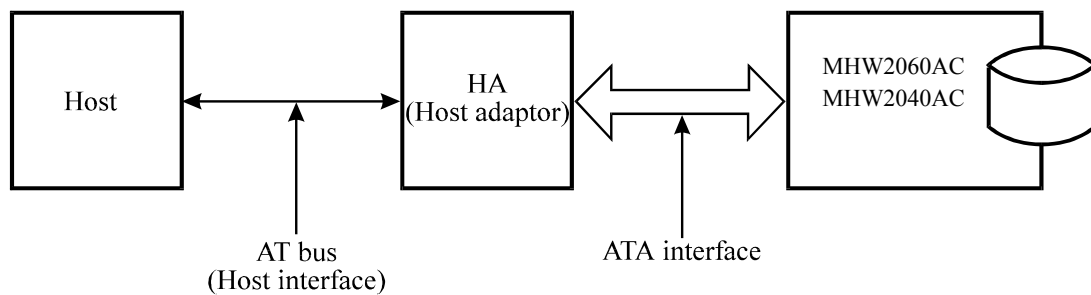 Host
HA
(Host adaptor)
MHW2060AC
MHW2040AC
AT bus
(Host interface)
ATA interface